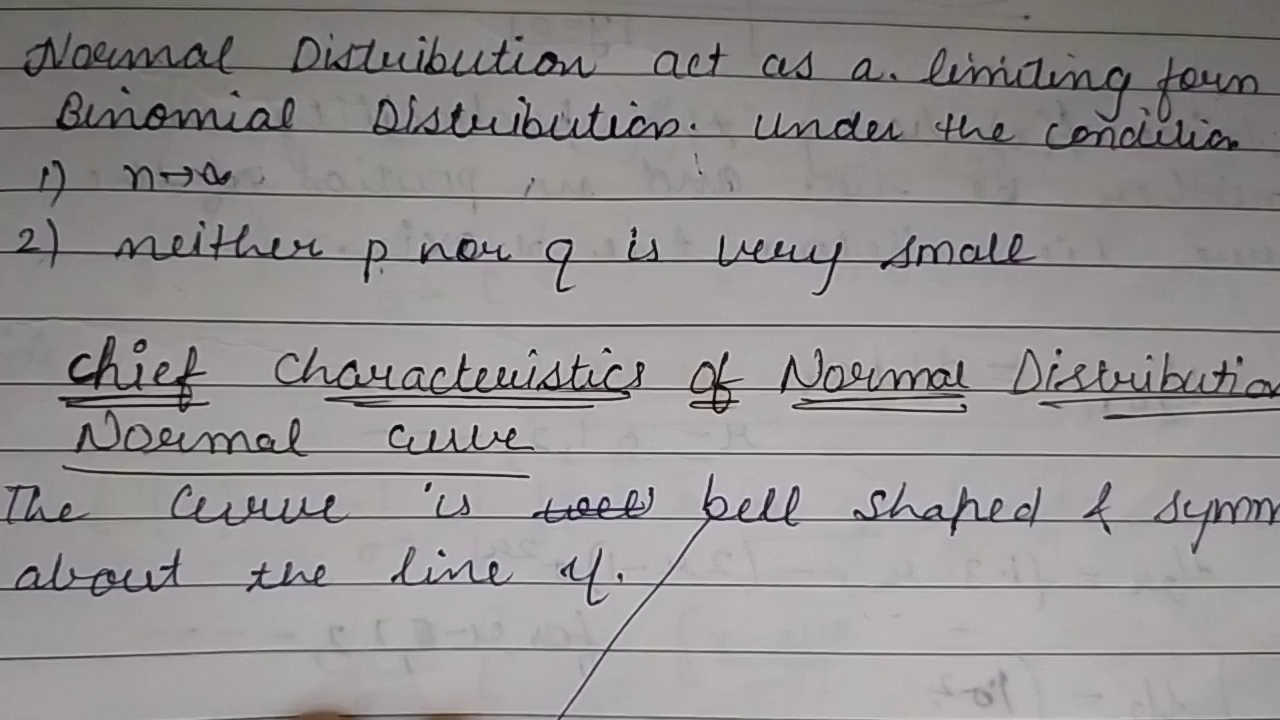 Normal Distribution act as a. limiting form
Binomial Distribution. Under the condition
1) n→∞
2) neither p nor q is very small
Chief Characteristics of Normal Distribution
Normal curve
The curve is bell shaped & symm
about the line y.